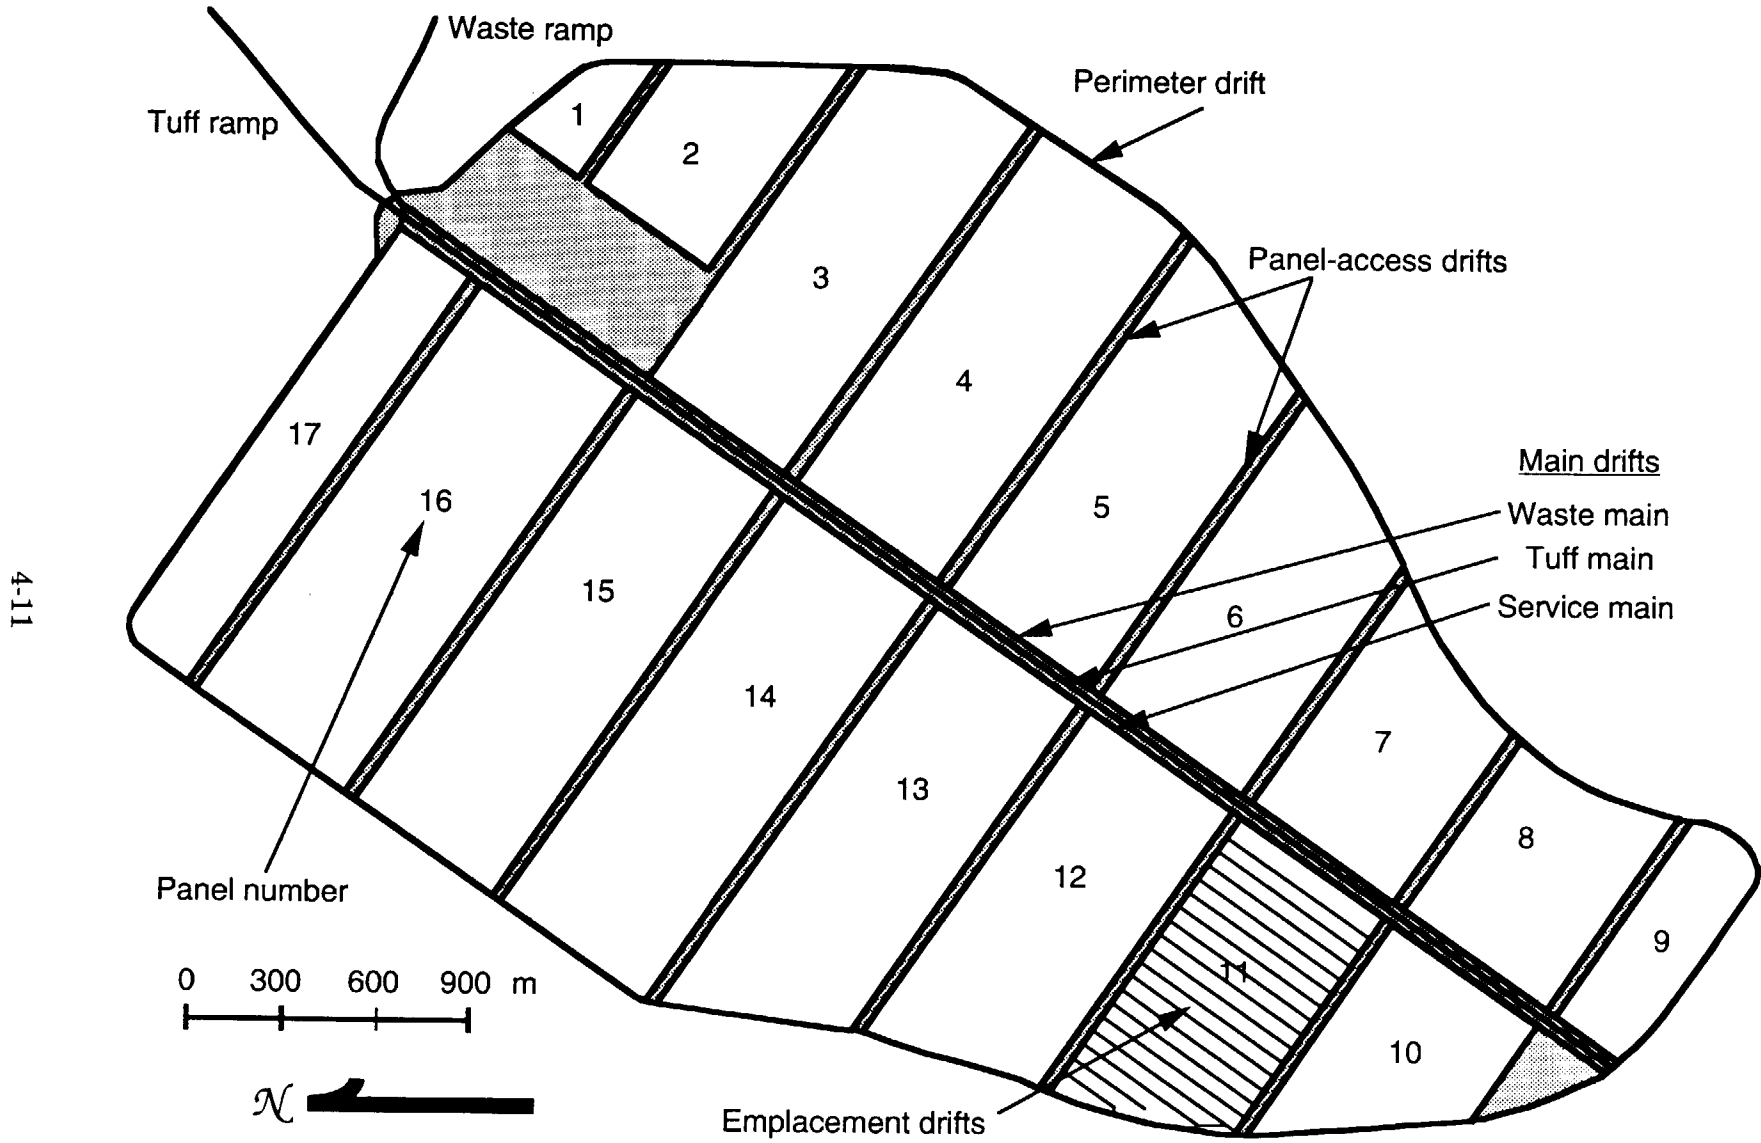 Waste ramp
Tuff ramp
Perimeter drift
Panel-access drifts
Main drifts
Waste main
Tuff main
Service main
1
2
3
4
5
6
7
8
9
10
11
12
13
14
15
16
17
Panel number
0 300 600 900 m
N
Emplacement drifts
4-11